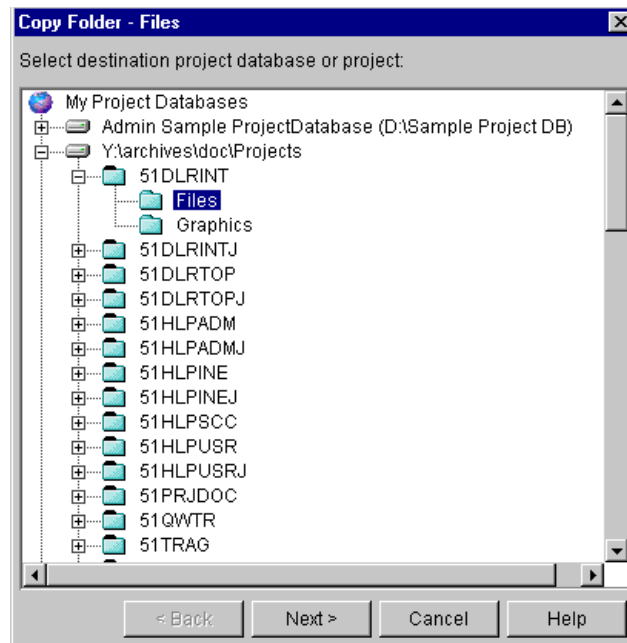 Copy Folder - Files
Select destination project database or project:
My Project Databases
Admin Sample ProjectDatabase (D:\Sample Project DB)
Y:\archives\doc\Projects
51DLRINT
Files
Graphics
51DLRINTJ
51DLRTOP
51DLRTOPJ
51HLPADM
51HLPADMJ
51HLPINE
51HLPINEJ
51HLPSCC
51HLPUSR
51HLPUSRJ
51PRJDOC
51QWTR
51TRAG
< Back Next > Cancel Help